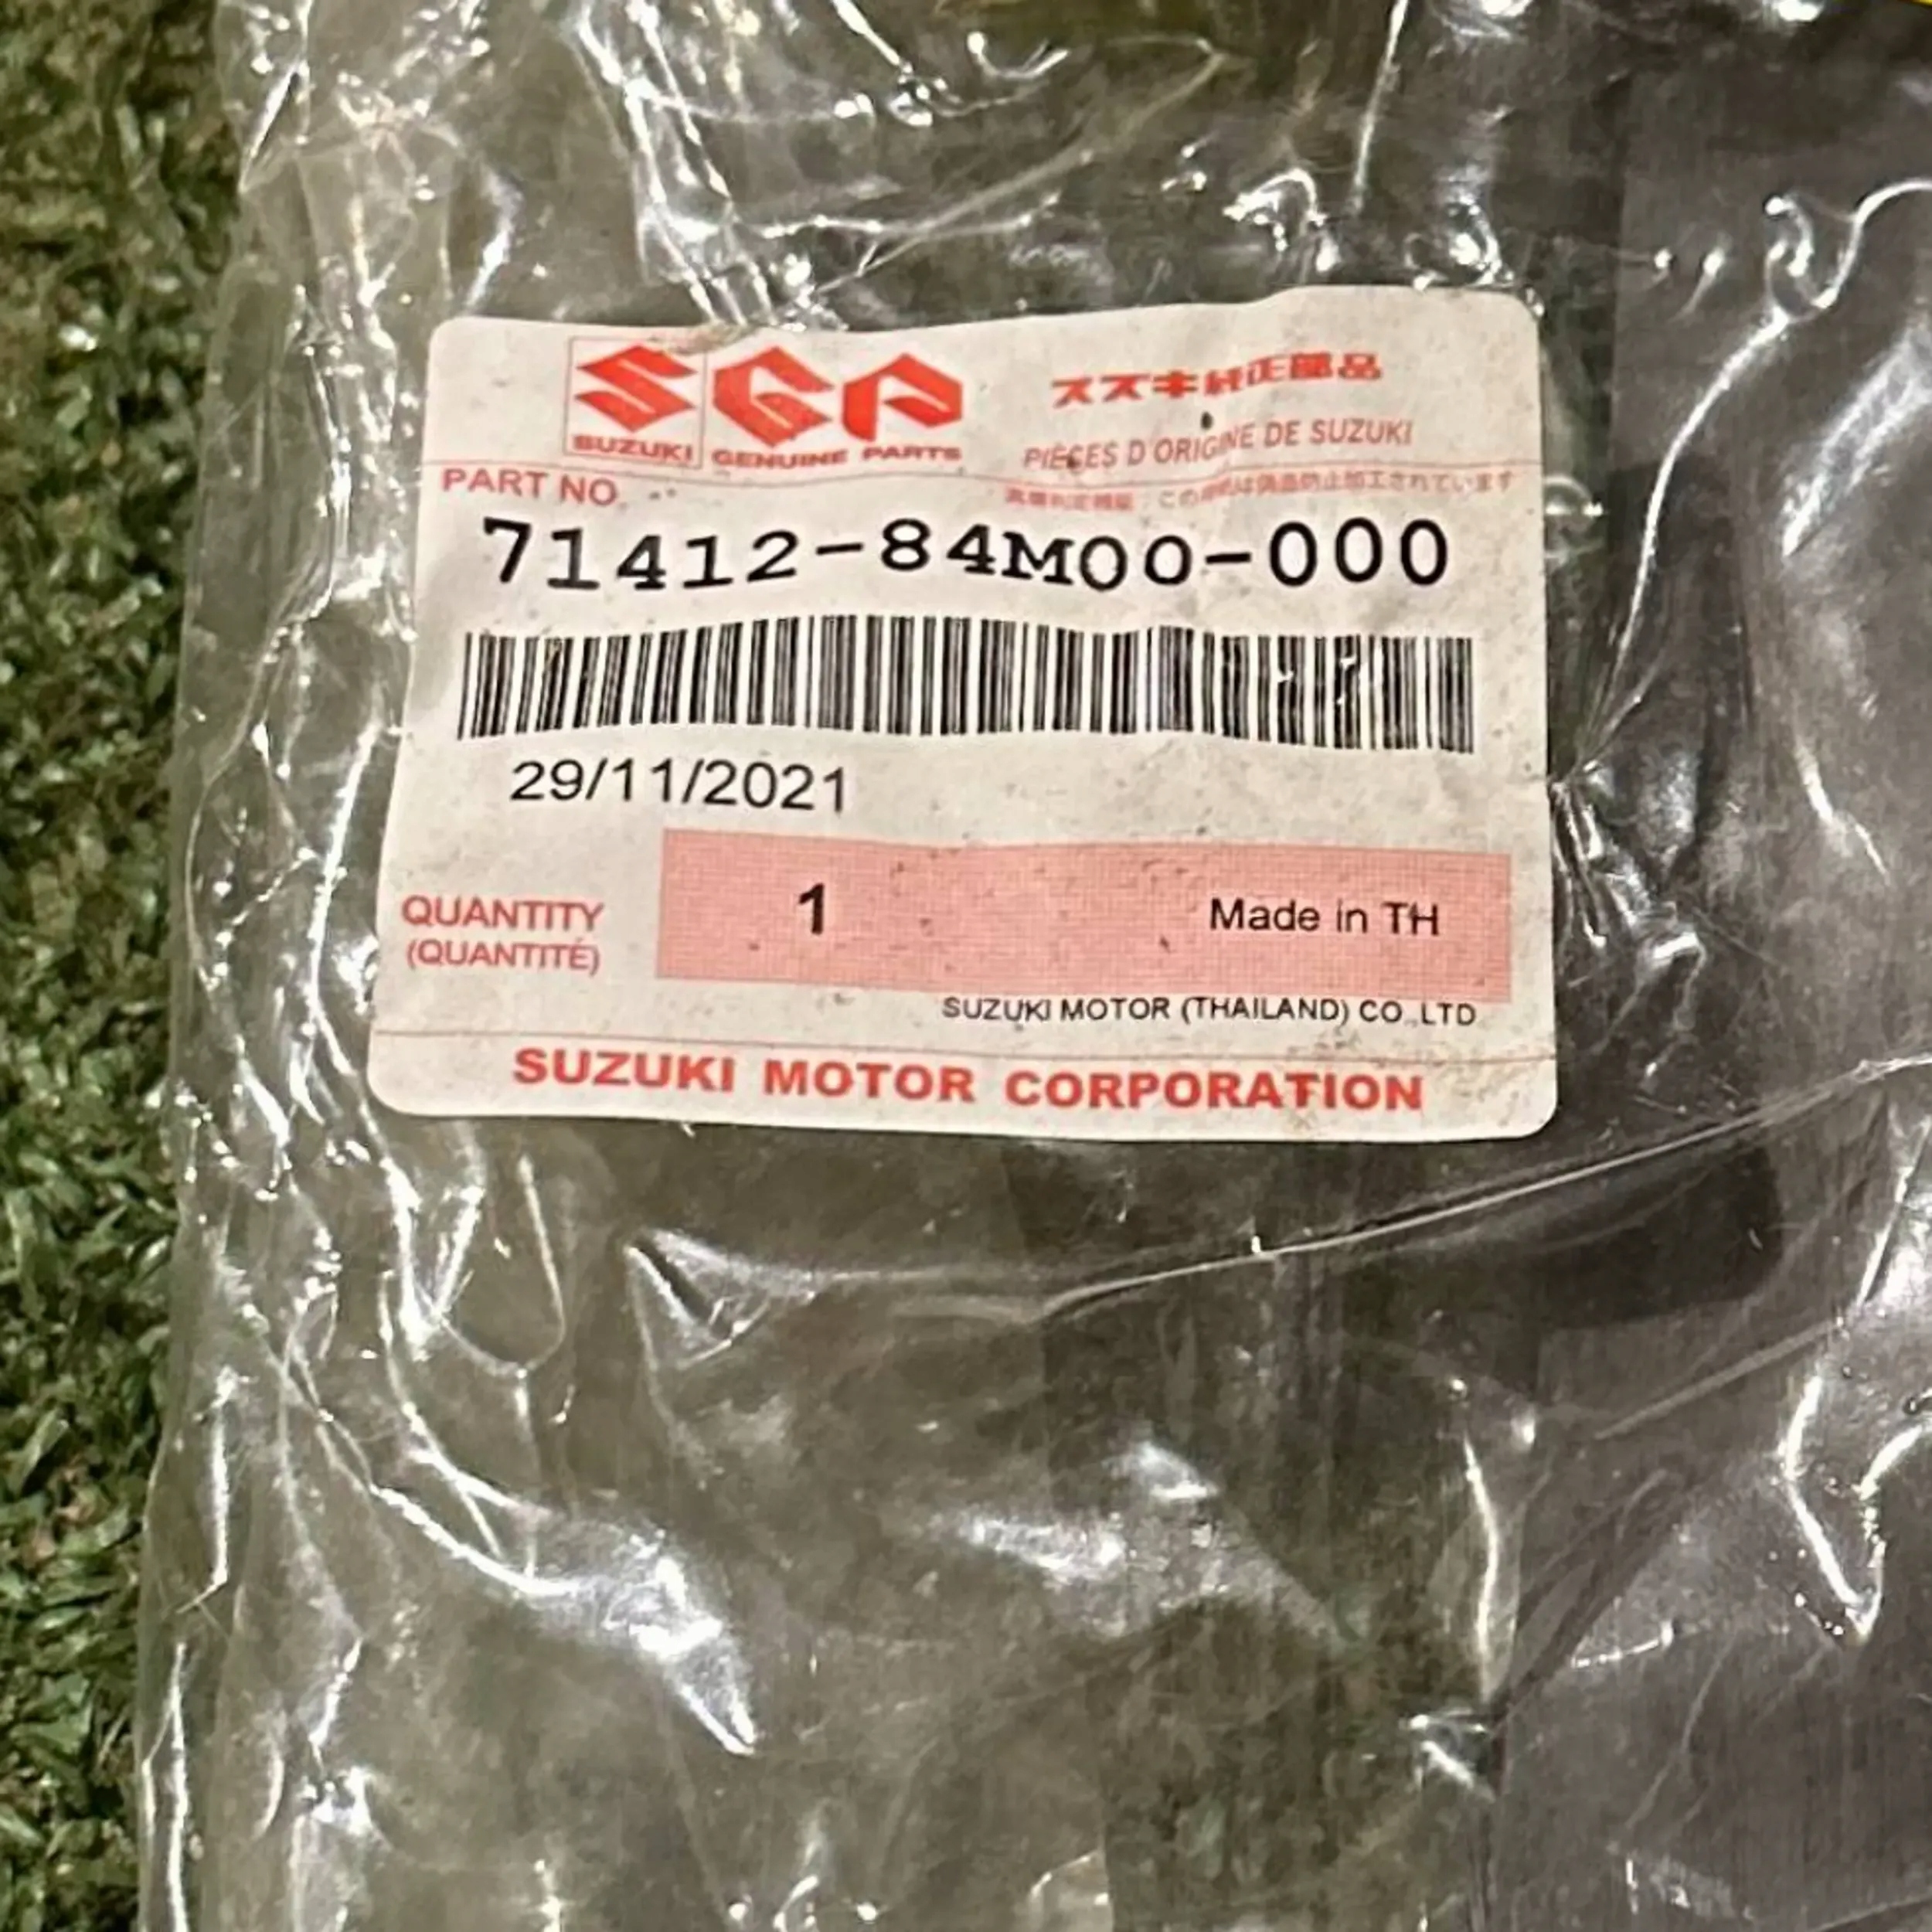 SGP
スズキ純正部品
SUZUKI GENUINE PARTS
PIÈCES D'ORIGINE DE SUZUKI
PART NO.
71412-84M00-000
29/11/2021
QUANTITY 1 Made in TH
(QUANTITÉ)
SUZUKI MOTOR (THAILAND) CO.,LTD
SUZUKI MOTOR CORPORATION